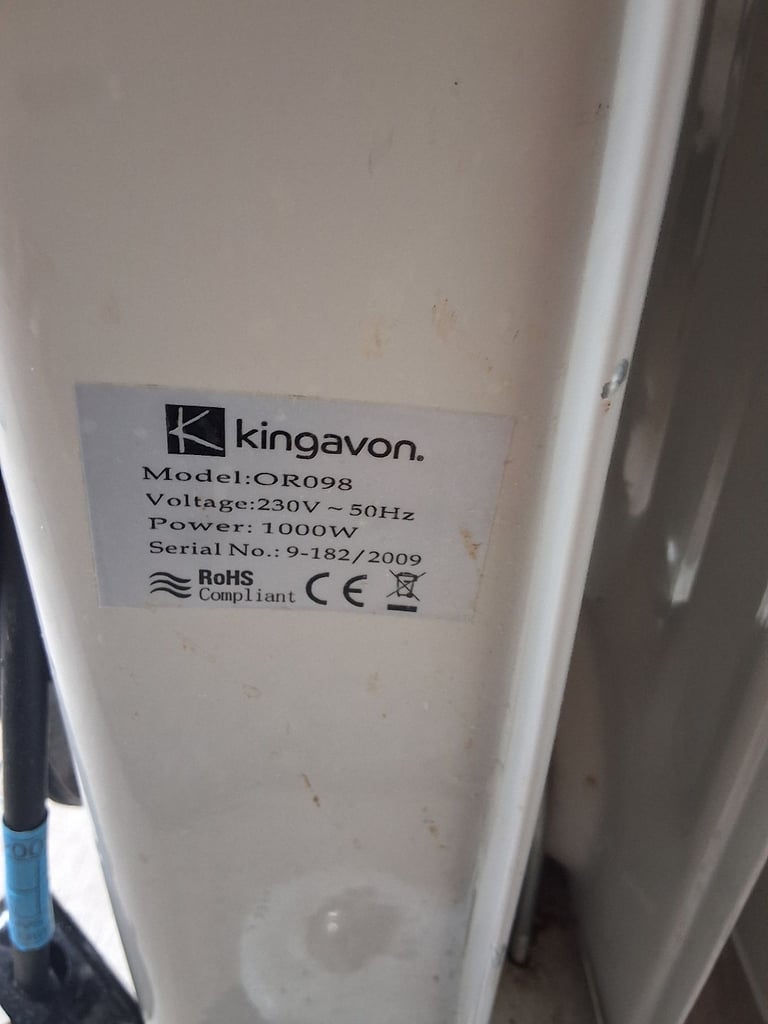 kingavon.
Model:OR098
Voltage:230V ~ 50Hz
Power: 1000W
Serial No.: 9-182/2009
RoHS
Compliant CE